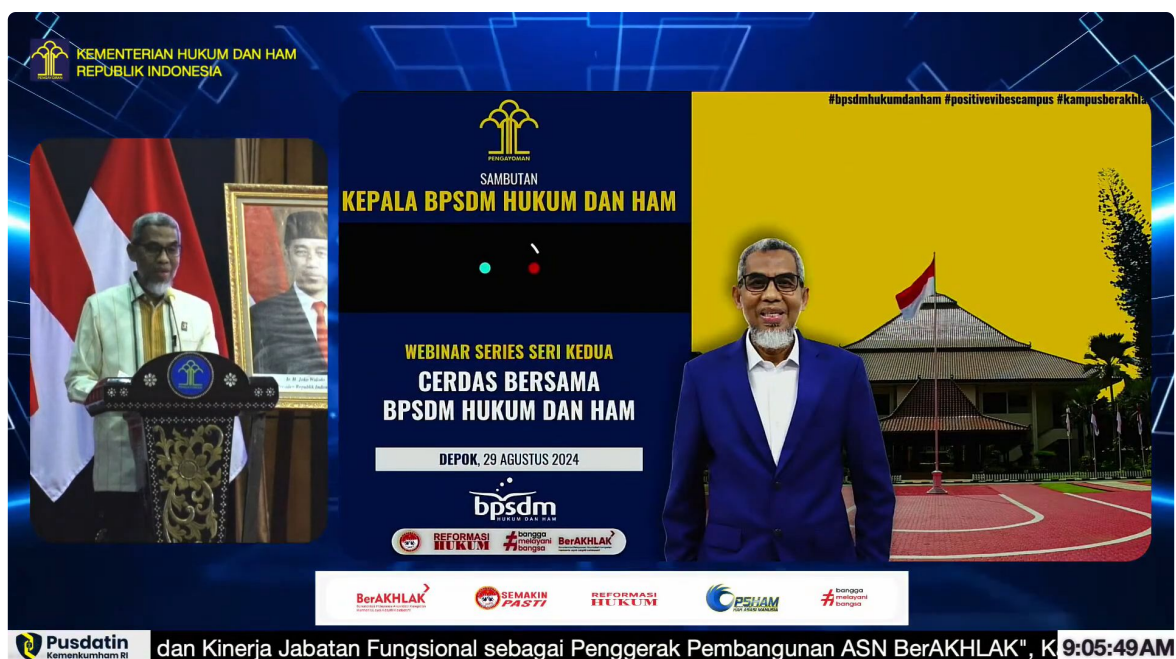 KEMENTERIAN HUKUM DAN HAM
REPUBLIK INDONESIA
#bpsdmhukumdanham #positivevibescampus #kampusberakhla
PENGAYOMAN
SAMBUTAN
KEPALA BPSDM HUKUM DAN HAM
WEBINAR SERIES SERI KEDUA
CERDAS BERSAMA
BPSDM HUKUM DAN HAM
DEPOK, 29 AGUSTUS 2024
bpsdm
HUKUM DAN HAM
REFORMASI
HUKUM
#bangga
melayani
bangsa
BerAKHLAK
BerAKHLAK
SEMAKIN
PASTI
REFORMASI
HUKUM
P5HAM
HAK ASASI MANUSIA
#bangga
melayani
bangsa
Pusdatin
Kemenkumham RI
dan Kinerja Jabatan Fungsional sebagai Penggerak Pembangunan ASN BerAKHLAK", K
9:05:49 AM